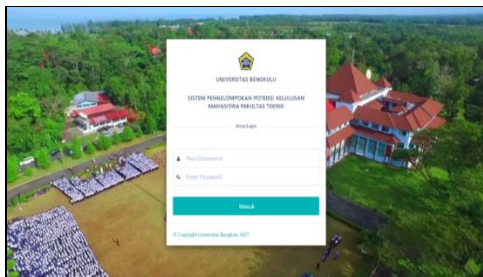 UNIVERSITAS BENGKULU
SISTEM PENGELOMPOKAN POTENSI KELULUSAN
MAHASISWA FAKULTAS TEKNIK
Form Login
Your Username
Enter Password
Masuk
© Copyright Universitas Bengkulu 2021